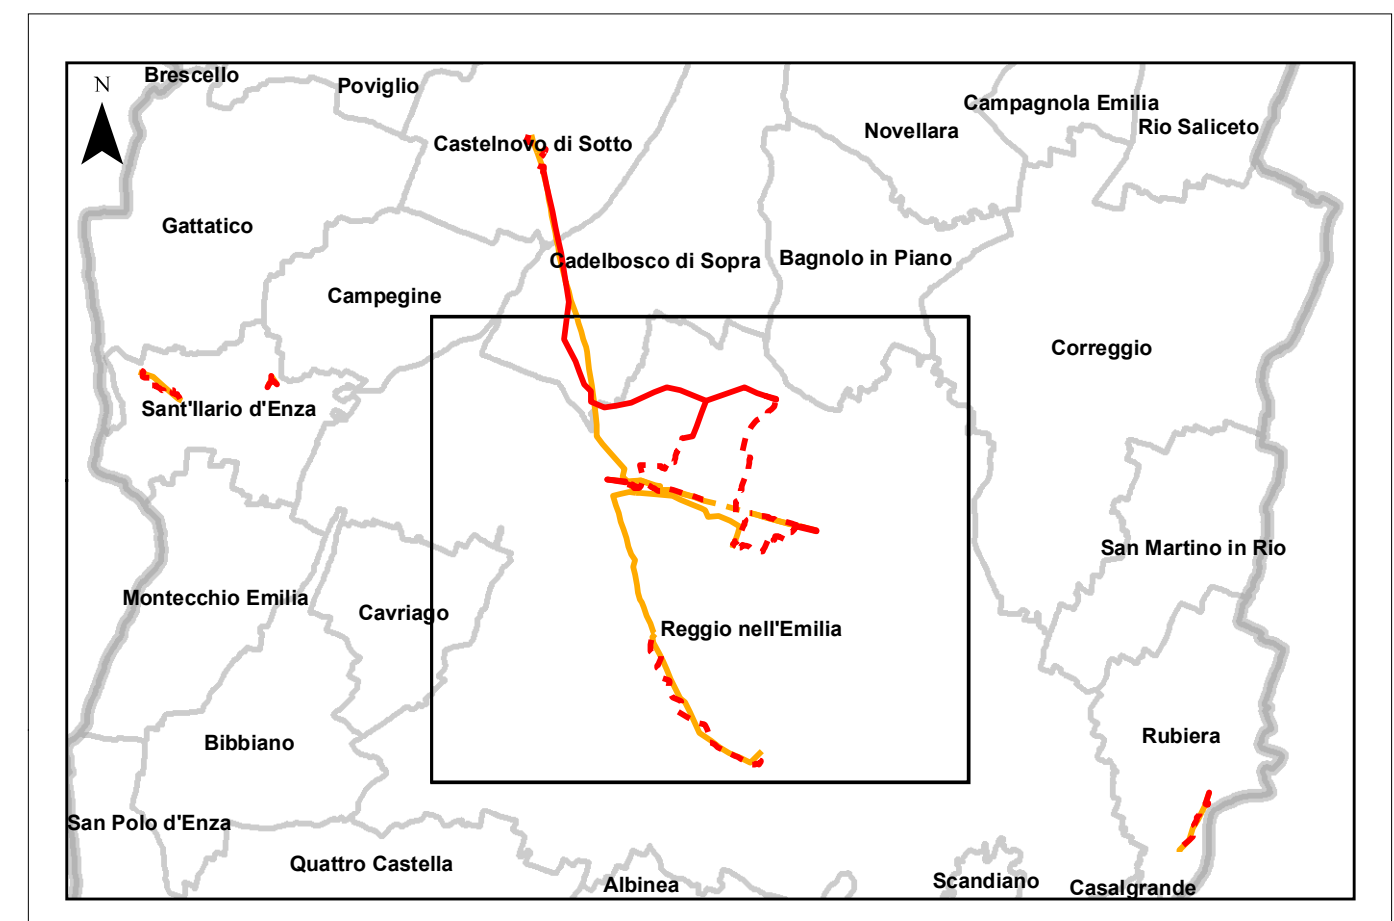 Brescello
N
Poviglio
Campagnola Emilia
Rio Saliceto
Novellara
Castelnovo di Sotto
Gattatico
Cadelbosco di Sopra
Bagnolo in Piano
Campegine
Correggio
Sant'Ilario d'Enza
San Martino in Rio
Montecchio Emilia
Cavriago
Reggio nell'Emilia
Bibbiano
Rubiera
San Polo d'Enza
Quattro Castella
Albinea
Scandiano
Casalgrande